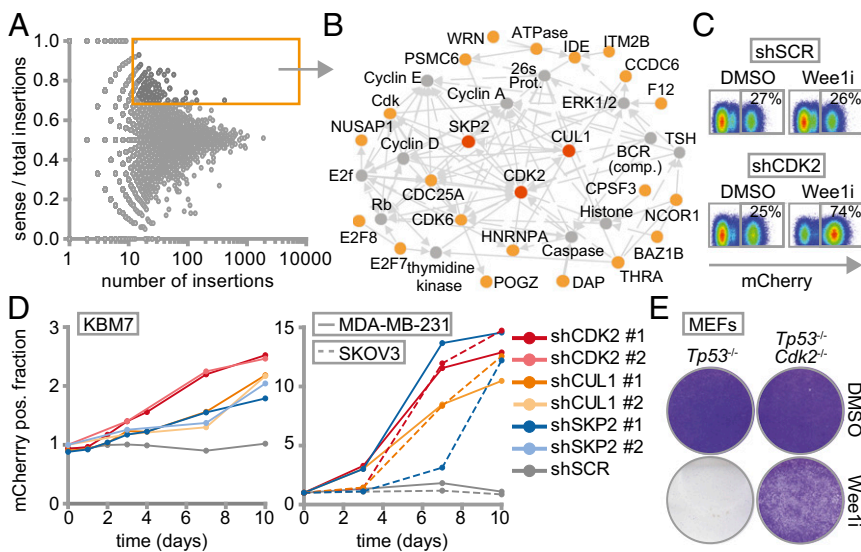 A
sense / total insertions
1.0
0.8
0.6
0.4
0.2
0.0
1
10
100
1000
10000
number of insertions
B
WRN
ATPase
IDE
ITM2B
PSMC6
26s
Prot.
CCDC6
Cyclin E
Cyclin A
ERK1/2
F12
Cdk
SKP2
CUL1
NUSAP1
TSH
Cyclin D
BCR
(comp.)
CDK2
E2f
CDC25A
CPSF3
Rb
CDK6
Histone
NCOR1
E2F8
HNRNPA
BAZ1B
E2F7
thymidine
kinase
Caspase
THRA
POGZ
DAP
C
shSCR
DMSO
Wee1i
27%
26%
shCDK2
DMSO
Wee1i
25%
74%
mCherry
D
KBM7
mCherrry pos. fraction
3
2
1
0
0
2
4
6
8
10
time (days)
MDA-MB-231
SKOV3
15
10
5
1
0
2
4
6
8
10
time (days)
shCDK2 #1
shCDK2 #2
shCUL1 #1
shCUL1 #2
shSKP2 #1
shSKP2 #2
shSCR
E
MEFs
Tp53-/-
Tp53-/-
Cdk2-/-
DMSO
Wee1i